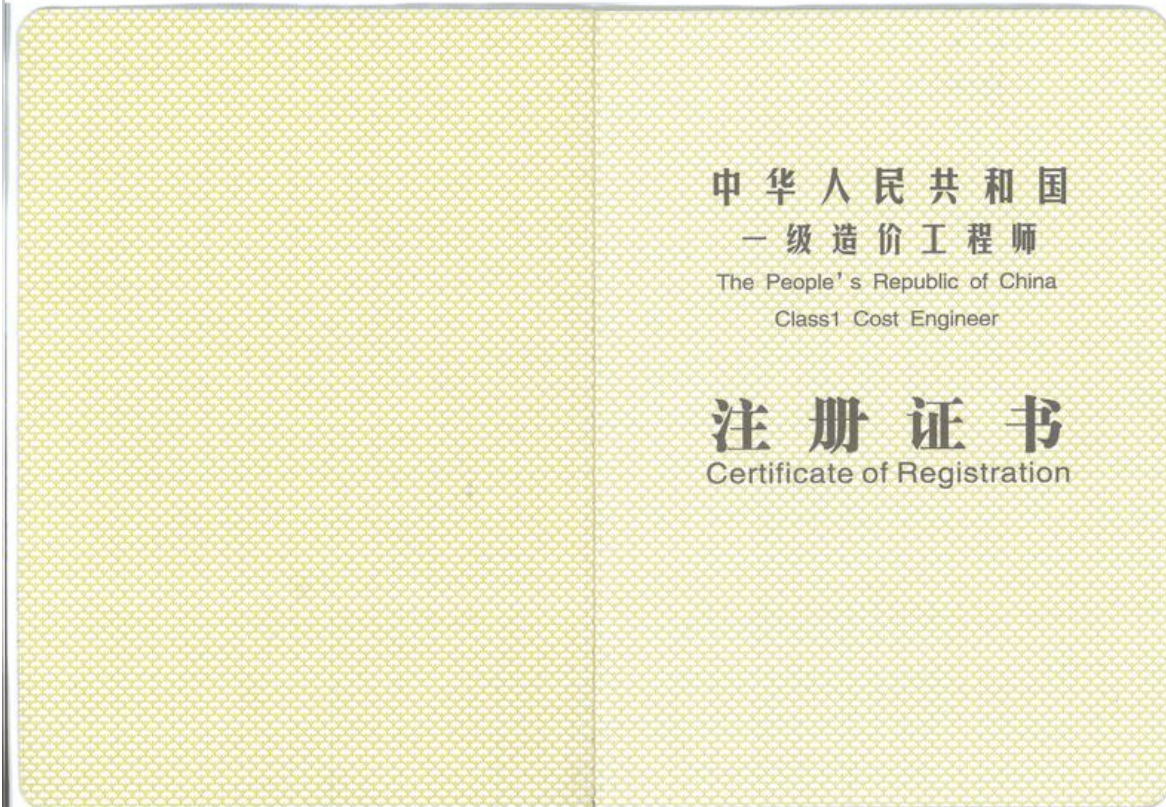 中华人民共和国
一级造价工程师
The People's Republic of China
Class1 Cost Engineer
注册证书
Certificate of Registration